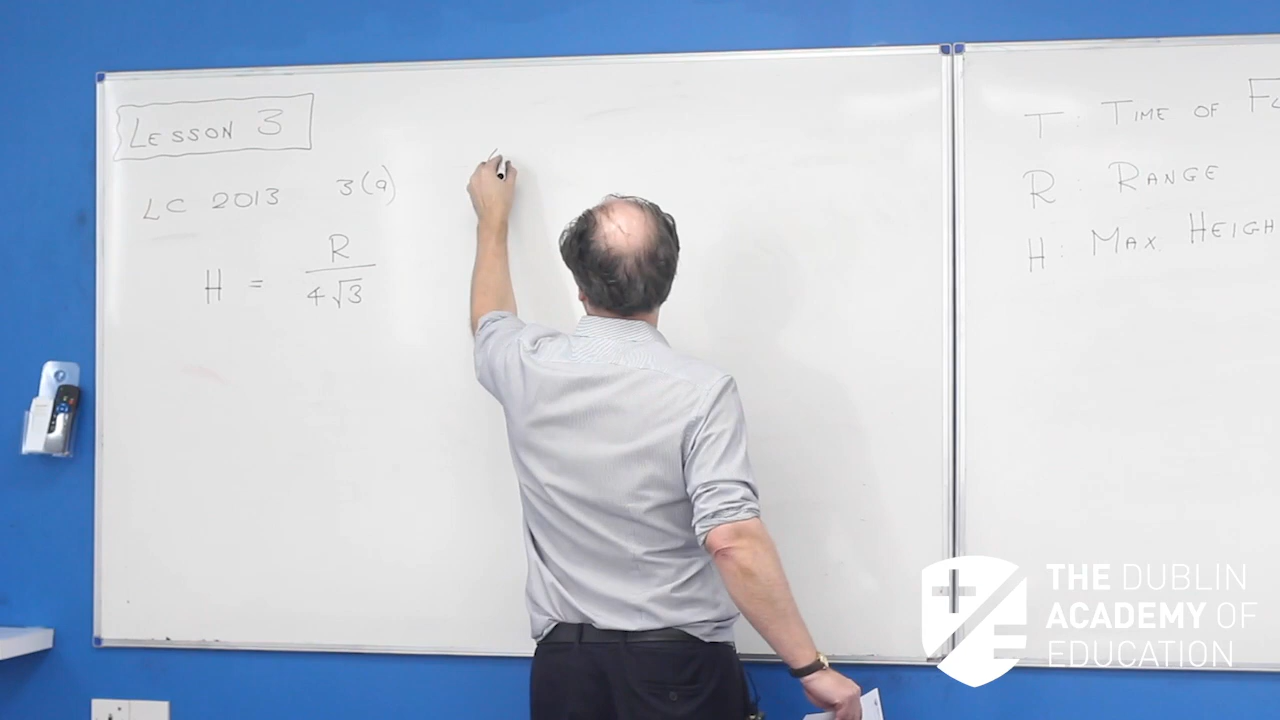 LESSON 3
LC 2013 3(a)
H = R / 4√3
T: TIME OF
R: RANGE
H: MAX HEIGH
THE DUBLIN
ACADEMY OF
EDUCATION